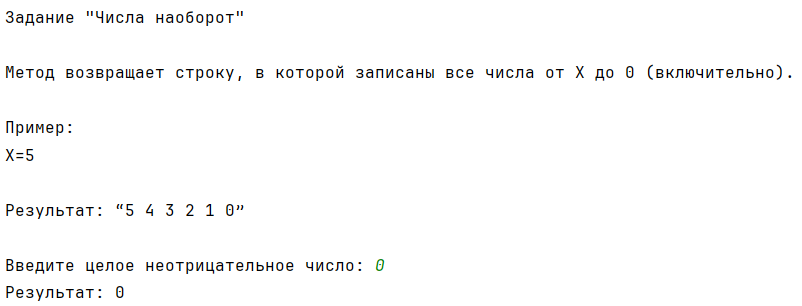 Задание "Числа наоборот"
Метод возвращает строку, в которой записаны все числа от X до 0 (включительно).
Пример:
X=5
Результат: “5 4 3 2 1 0”
Введите целое неотрицательное число: 0
Результат: 0